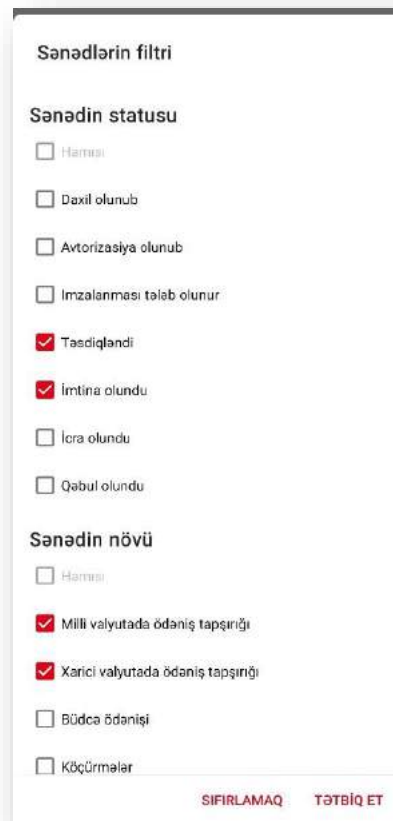 Sənədlərin filtri
Sənədin statusu
Hamısı
Daxil olunub
Avtorizasiya olunub
İmzalanması tələb olunur
Təsdiqləndi
İmtina olundu
İcra olundu
Qəbul olundu
Sənədin növü
Hamısı
Milli valyutada ödəniş tapşırığı
Xarici valyutada ödəniş tapşırığı
Büdcə ödənişi
Köçürmələr
SIFIRLAMAQ TƏTBİQ ET